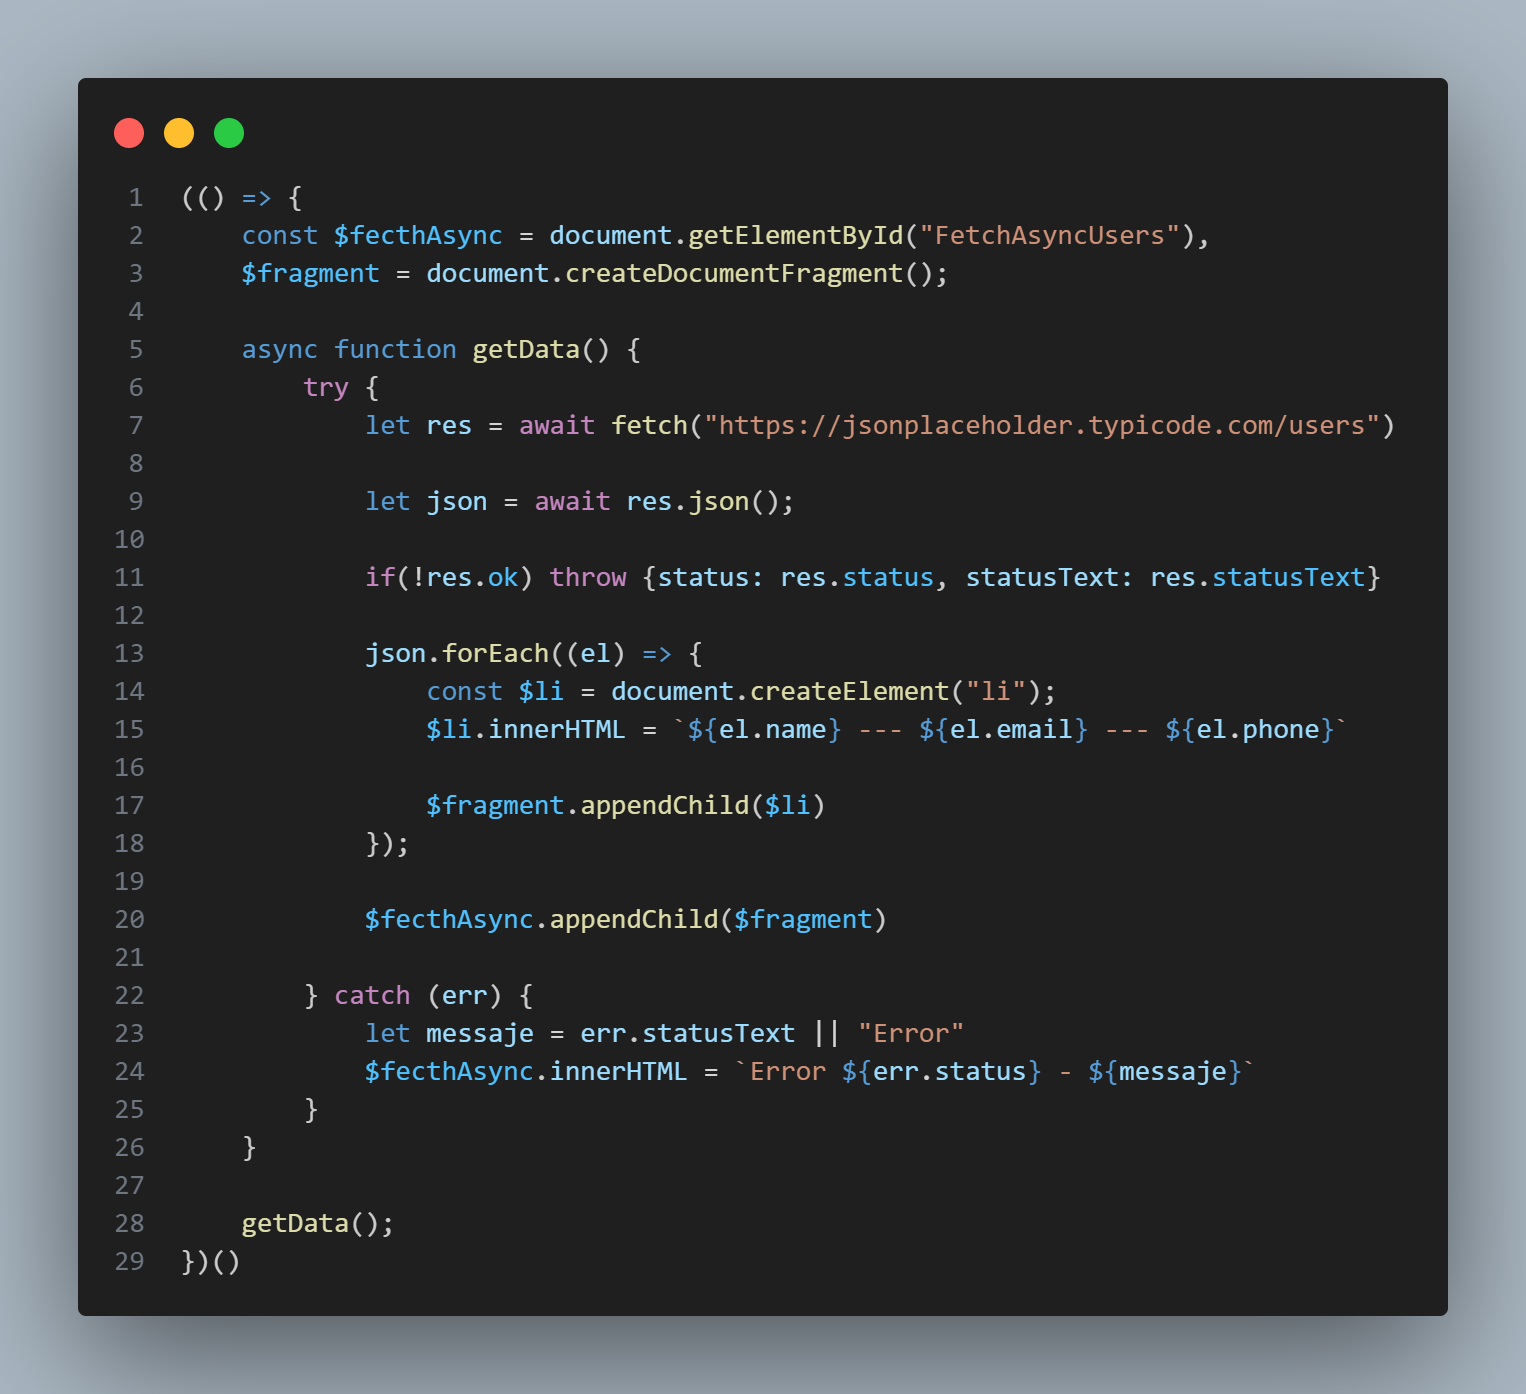 1 (() => {
2 const $fecthAsync = document.getElementById("FetchAsyncUsers"),
3 $fragment = document.createDocumentFragment();
4
5 async function getData() {
6 try {
7 let res = await fetch("https://jsonplaceholder.typicode.com/users")
8
9 let json = await res.json();
10
11 if(!res.ok) throw {status: res.status, statusText: res.statusText}
12
13 json.forEach((el) => {
14 const $li = document.createElement("li");
15 $li.innerHTML = `${el.name} --- ${el.email} --- ${el.phone}`
16
17 $fragment.appendChild($li)
18 });
19
20 $fecthAsync.appendChild($fragment)
21
22 } catch (err) {
23 let messaje = err.statusText || "Error"
24 $fecthAsync.innerHTML = `Error ${err.status} - ${messaje}`
25 }
26 }
27
28 getData();
29 })()